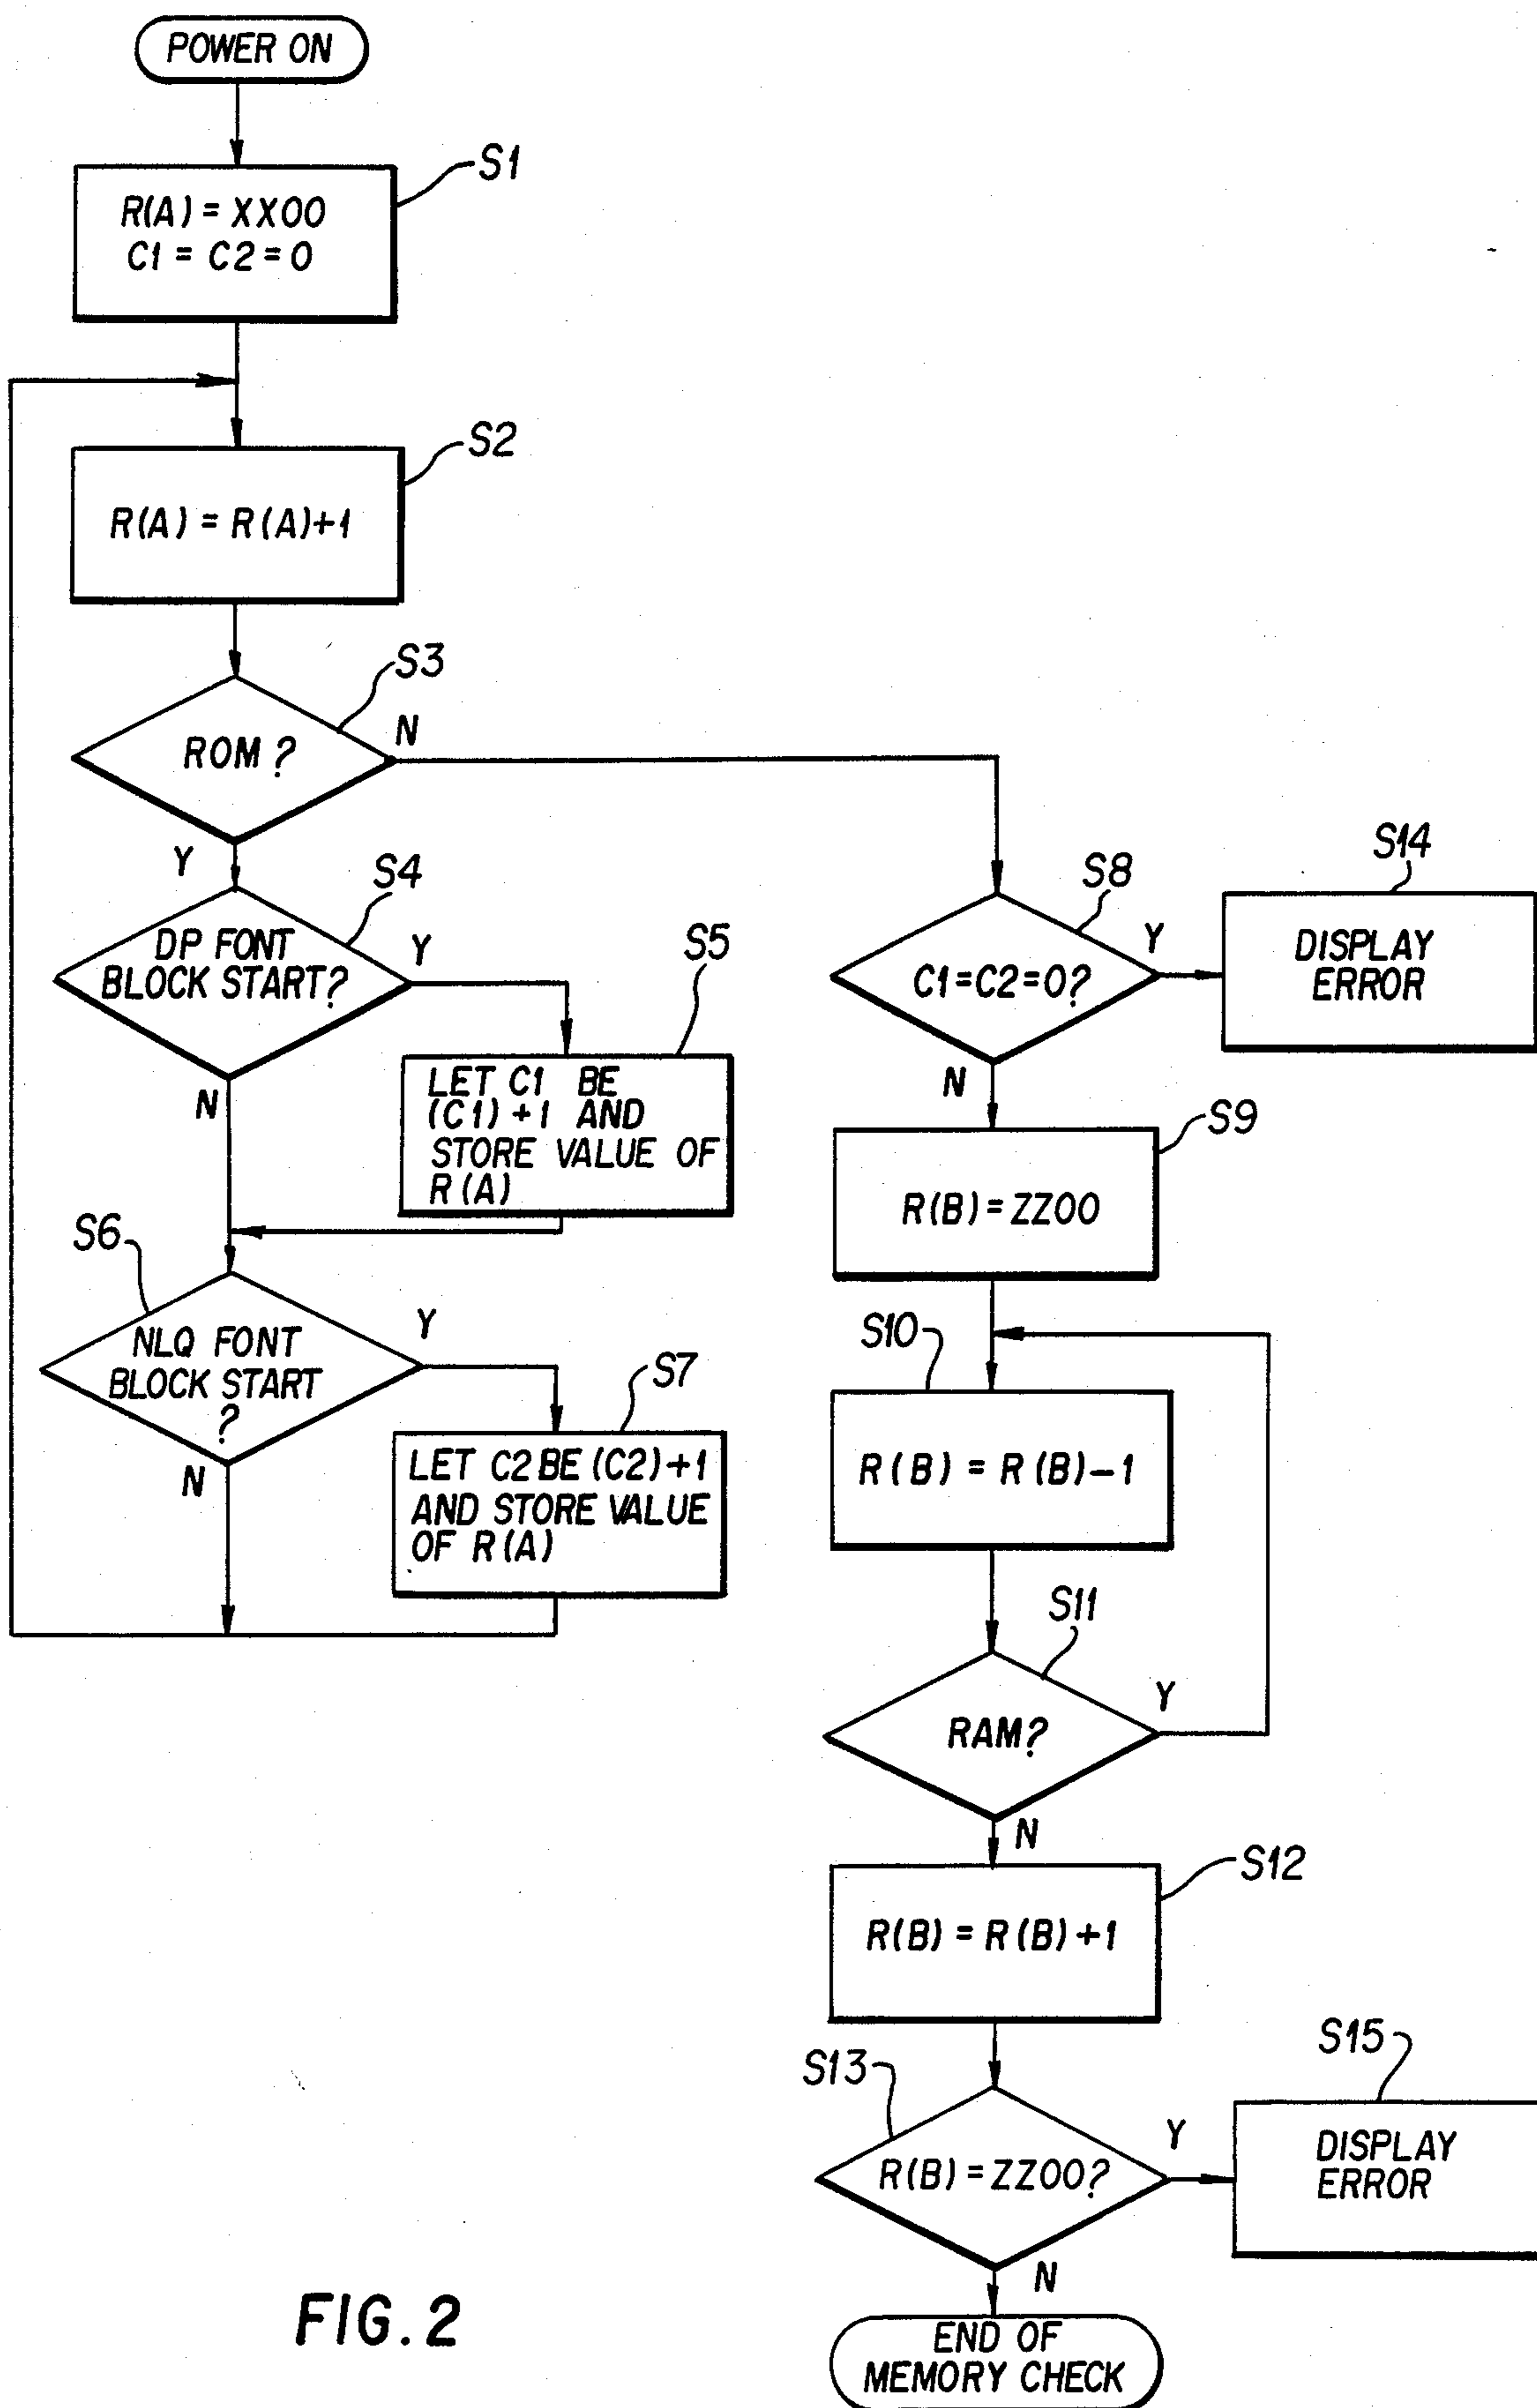 POWER ON
S1
R(A) = XX00
C1 = C2 = 0
S2
R(A) = R(A)+1
S3
ROM ?
N
Y
S4
DP FONT
BLOCK START?
Y
N
S5
LET C1 BE
(C1) +1 AND
STORE VALUE OF
R(A)
S6
NLQ FONT
BLOCK START
?
Y
N
S7
LET C2 BE (C2)+1
AND STORE VALUE
OF R(A)
S8
C1=C2=0?
Y
N
S14
DISPLAY
ERROR
S9
R(B)=ZZ00
S10
R(B) = R(B)-1
S11
RAM?
Y
N
S12
R(B) = R(B)+1
S13
R(B)=ZZ00?
Y
N
S15
DISPLAY
ERROR
END OF
MEMORY CHECK
FIG. 2